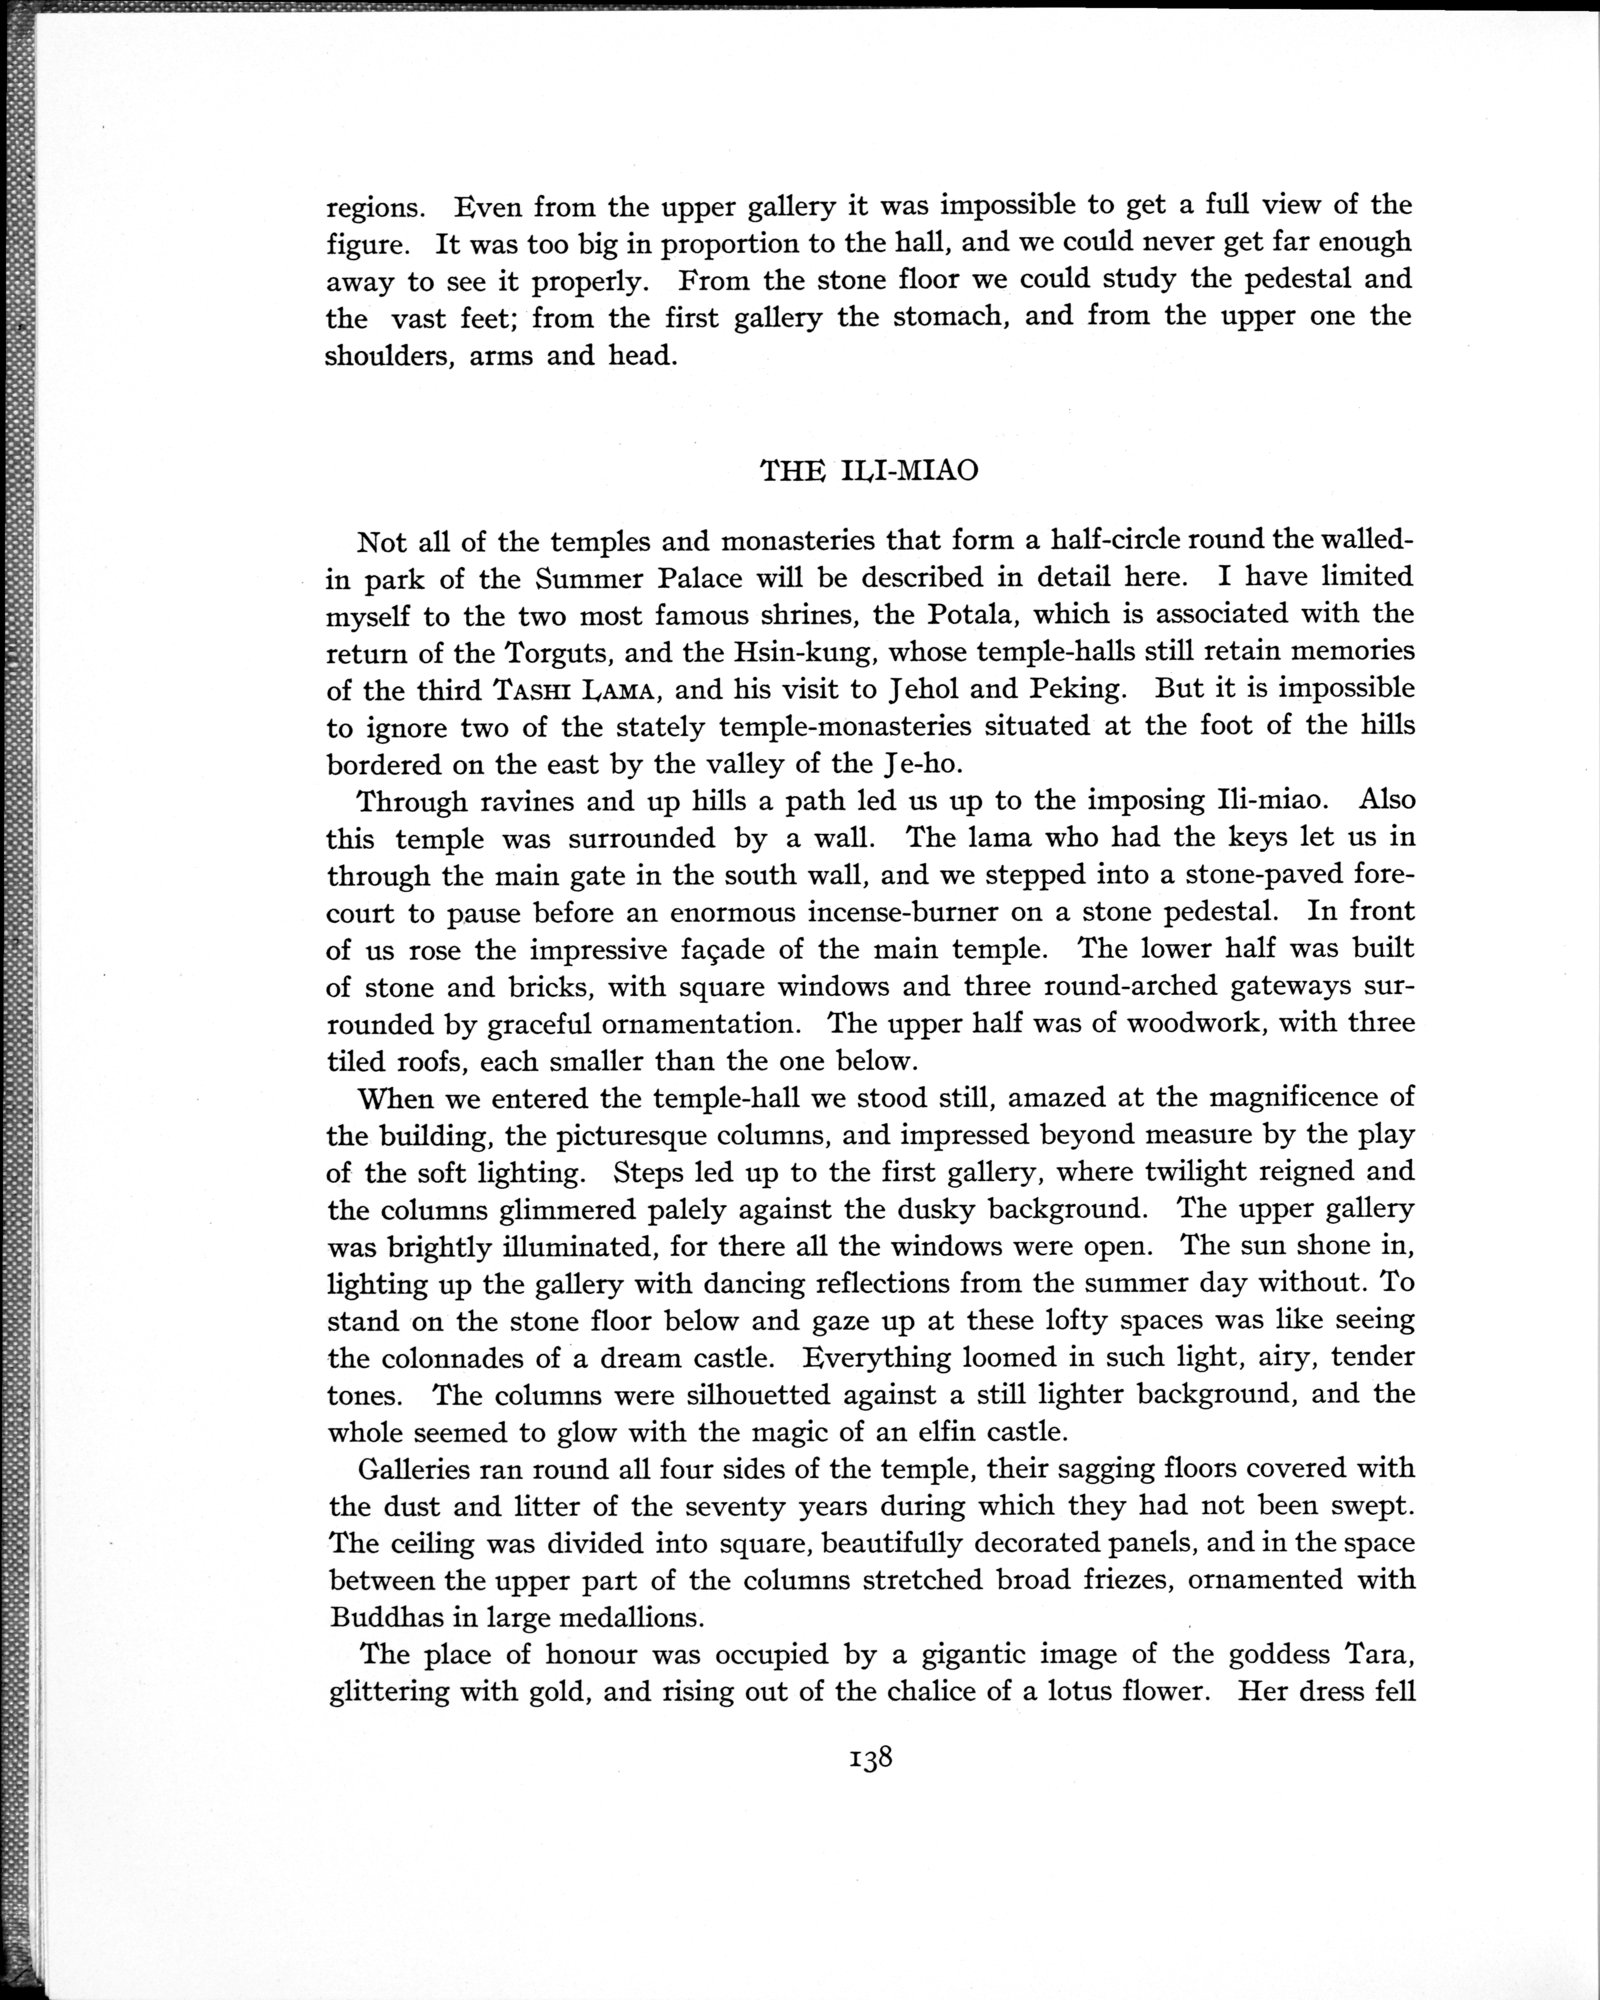 regions. Even from the upper gallery it was impossible to get a full view of the
figure. It was too big in proportion to the hall, and we could never get far enough
away to see it properly. From the stone floor we could study the pedestal and
the vast feet; from the first gallery the stomach, and from the upper one the
shoulders, arms and head.
THE ILI-MIAO
Not all of the temples and monasteries that form a half-circle round the walled-
in park of the Summer Palace will be described in detail here. I have limited
myself to the two most famous shrines, the Potala, which is associated with the
return of the Torguts, and the Hsin-kung, whose temple-halls still retain memories
of the third TASHI LAMA, and his visit to Jehol and Peking. But it is impossible
to ignore two of the stately temple-monasteries situated at the foot of the hills
bordered on the east by the valley of the Je-ho.
Through ravines and up hills a path led us up to the imposing Ili-miao. Also
this temple was surrounded by a wall. The lama who had the keys let us in
through the main gate in the south wall, and we stepped into a stone-paved fore-
court to pause before an enormous incense-burner on a stone pedestal. In front
of us rose the impressive façade of the main temple. The lower half was built
of stone and bricks, with square windows and three round-arched gateways sur-
rounded by graceful ornamentation. The upper half was of woodwork, with three
tiled roofs, each smaller than the one below.
When we entered the temple-hall we stood still, amazed at the magnificence of
the building, the picturesque columns, and impressed beyond measure by the play
of the soft lighting. Steps led up to the first gallery, where twilight reigned and
the columns glimmered palely against the dusky background. The upper gallery
was brightly illuminated, for there all the windows were open. The sun shone in,
lighting up the gallery with dancing reflections from the summer day without. To
stand on the stone floor below and gaze up at these lofty spaces was like seeing
the colonnades of a dream castle. Everything loomed in such light, airy, tender
tones. The columns were silhouetted against a still lighter background, and the
whole seemed to glow with the magic of an elfin castle.
Galleries ran round all four sides of the temple, their sagging floors covered with
the dust and litter of the seventy years during which they had not been swept.
The ceiling was divided into square, beautifully decorated panels, and in the space
between the upper part of the columns stretched broad friezes, ornamented with
Buddhas in large medallions.
The place of honour was occupied by a gigantic image of the goddess Tara,
glittering with gold, and rising out of the chalice of a lotus flower. Her dress fell
138